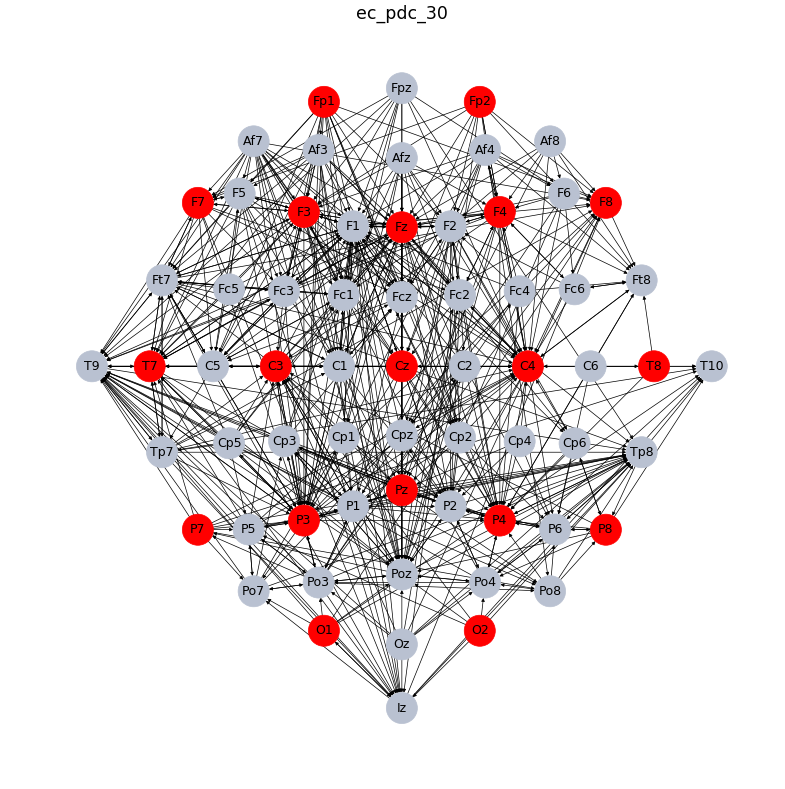 ec_pdc_30
Fp1 Fpz Fp2
Af7 Af3 Afz Af4 Af8
F7 F5 F3 F1 Fz F2 F4 F6 F8
Ft7 Fc5 Fc3 Fc1 Fcz Fc2 Fc4 Fc6 Ft8
T9 T7 C5 C3 C1 Cz C2 C4 C6 T8 T10
Tp7 Cp5 Cp3 Cp1 Cpz Cp2 Cp4 Cp6 Tp8
P7 P5 P3 P1 Pz P2 P4 P6 P8
Po7 Po3 Poz Po4 Po8
O1 Oz O2
Iz